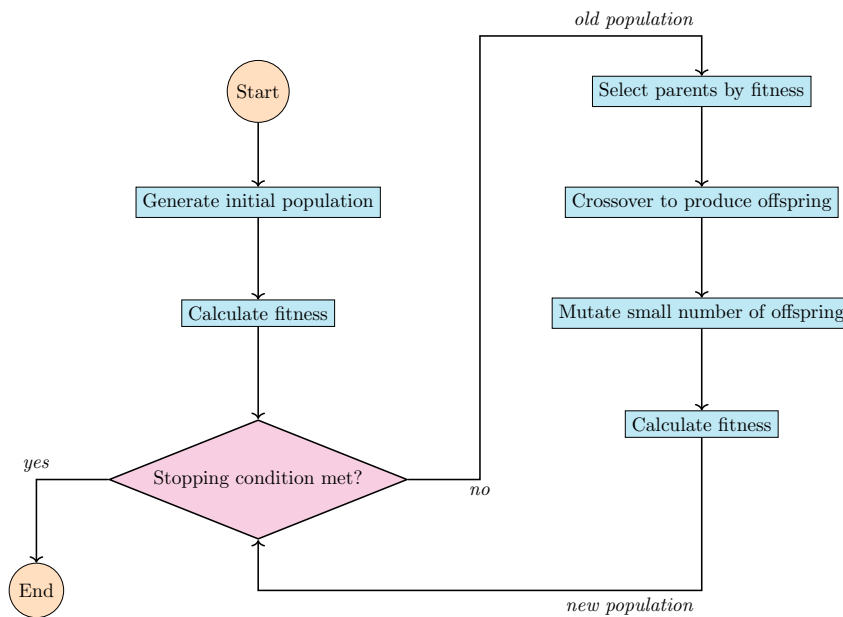 Start
Generate initial population
Calculate fitness
Stopping condition met?
yes
End
no
old population
Select parents by fitness
Crossover to produce offspring
Mutate small number of offspring
Calculate fitness
new population